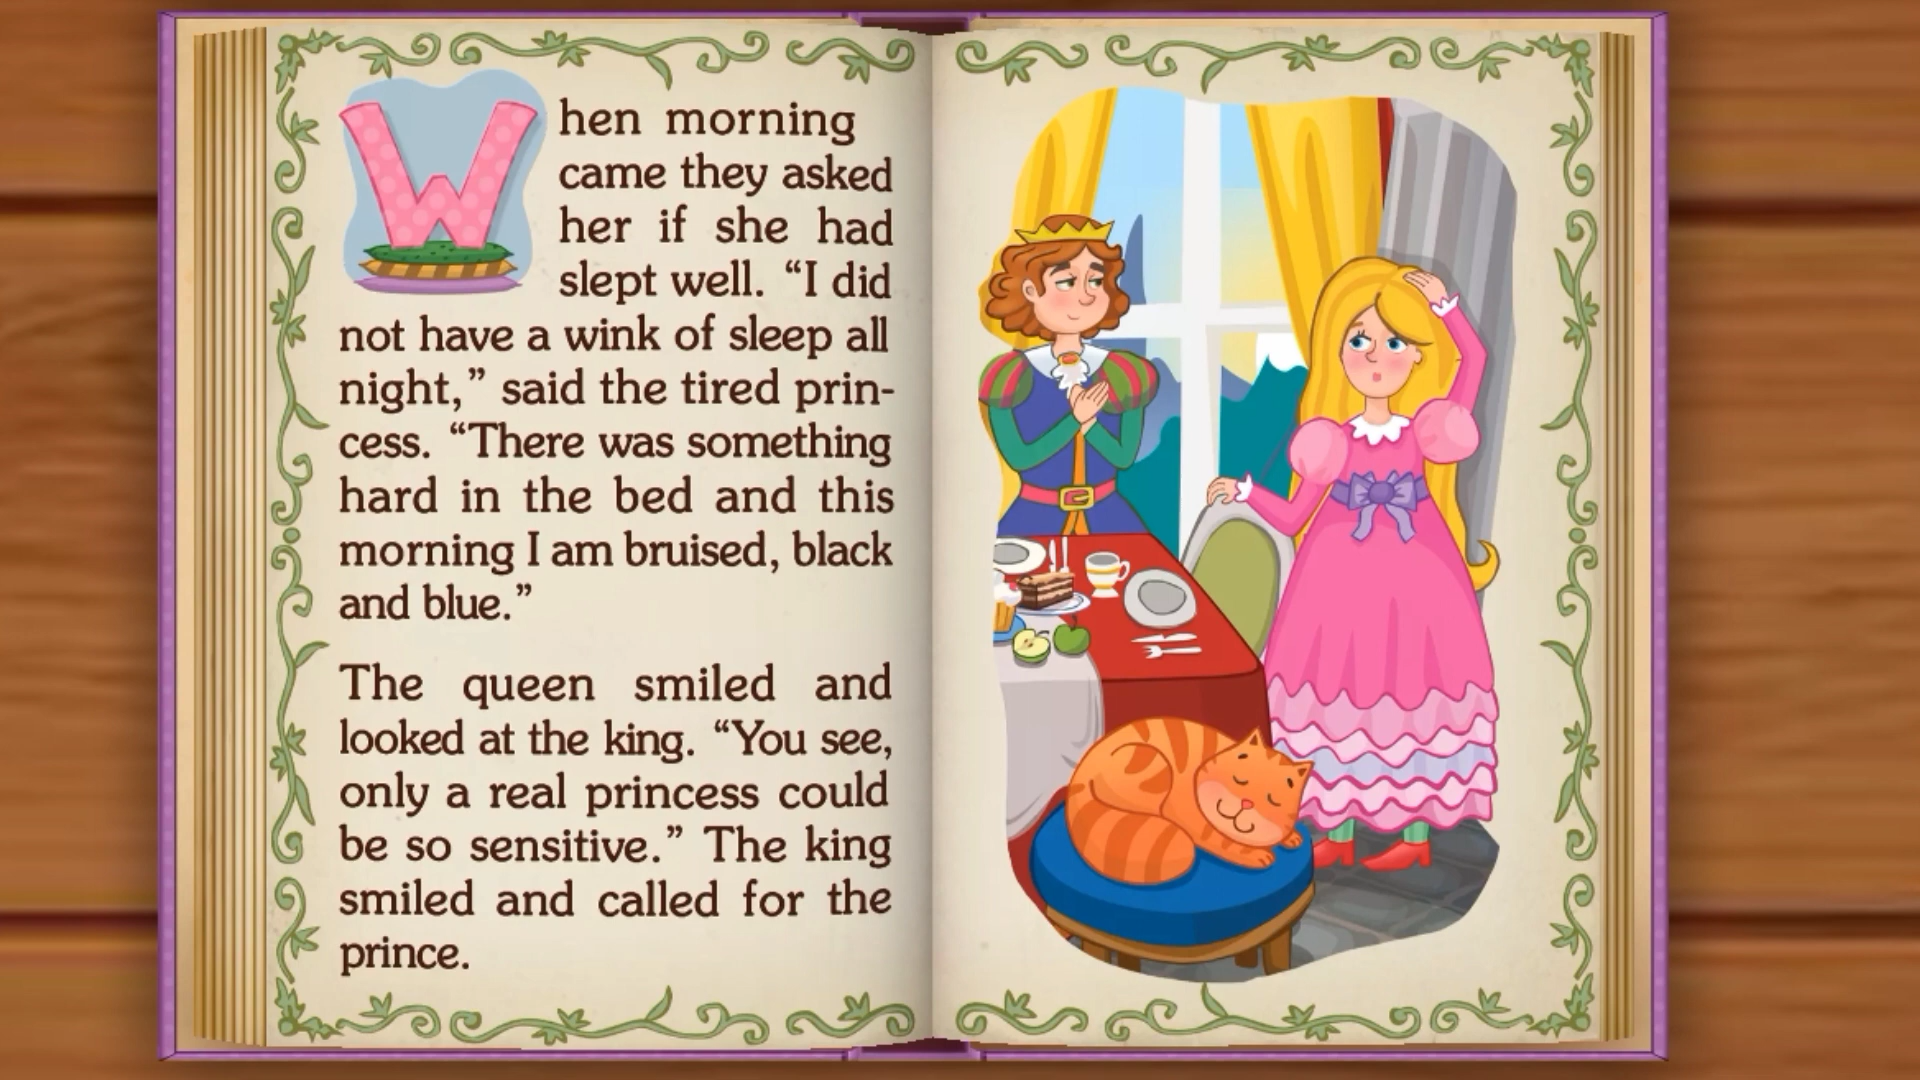 When morning
came they asked
her if she had
slept well. “I did
not have a wink of sleep all
night,” said the tired prin-
cess. “There was something
hard in the bed and this
morning I am bruised, black
and blue.”
The queen smiled and
looked at the king. “You see,
only a real princess could
be so sensitive.” The king
smiled and called for the
prince.